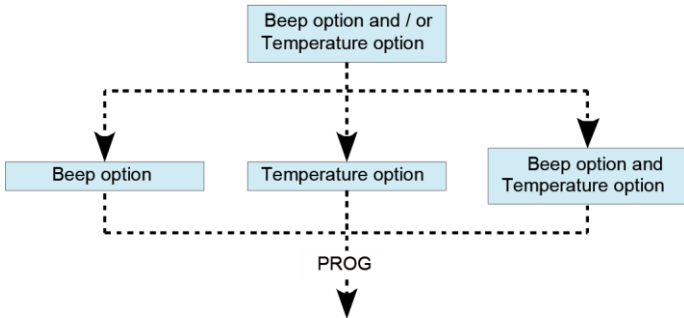 Beep option and / or
Temperature option
Beep option
Temperature option
Beep option and
Temperature option
PROG